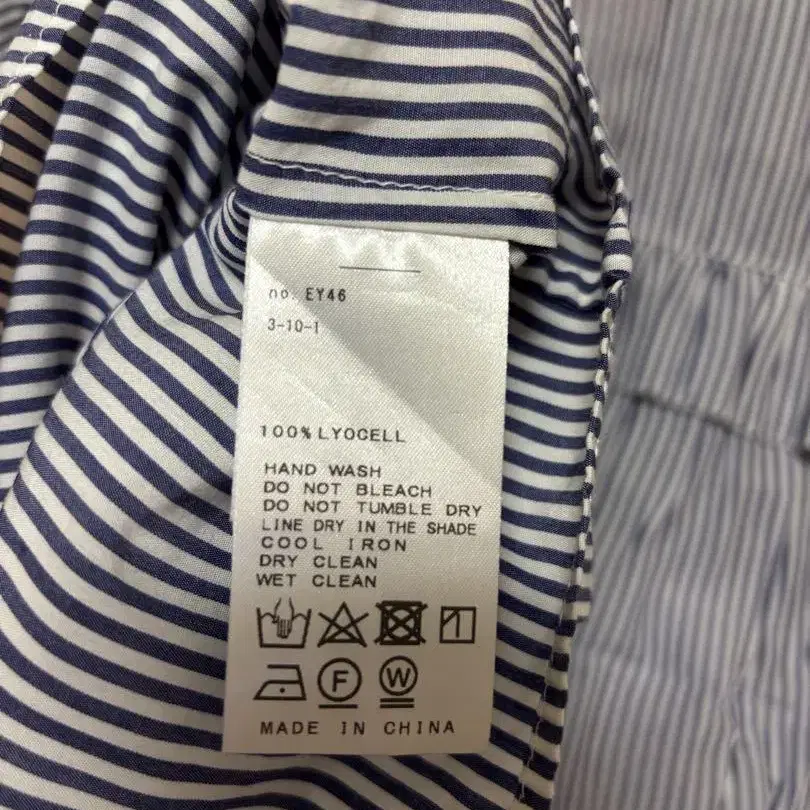 no. EY46
3-10-1
100% LYOCELL
HAND WASH
DO NOT BLEACH
DO NOT TUMBLE DRY
LINE DRY IN THE SHADE
COOL IRON
DRY CLEAN
WET CLEAN
F W
MADE IN CHINA